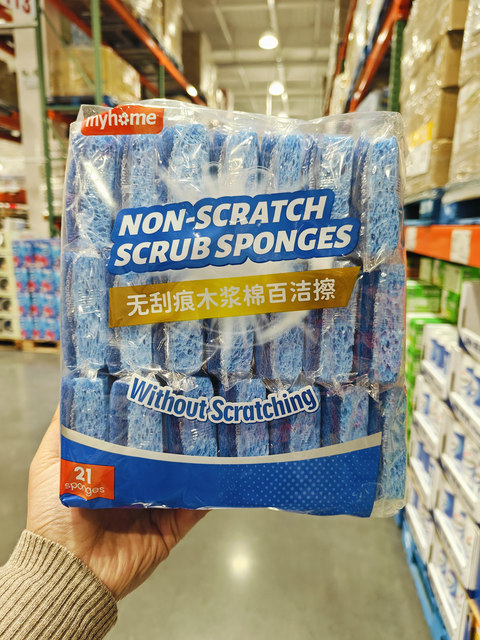 myhome
NON-SCRATCH
SCRUB SPONGES
无刮痕木浆棉百洁擦
Without Scratching
21
sponges